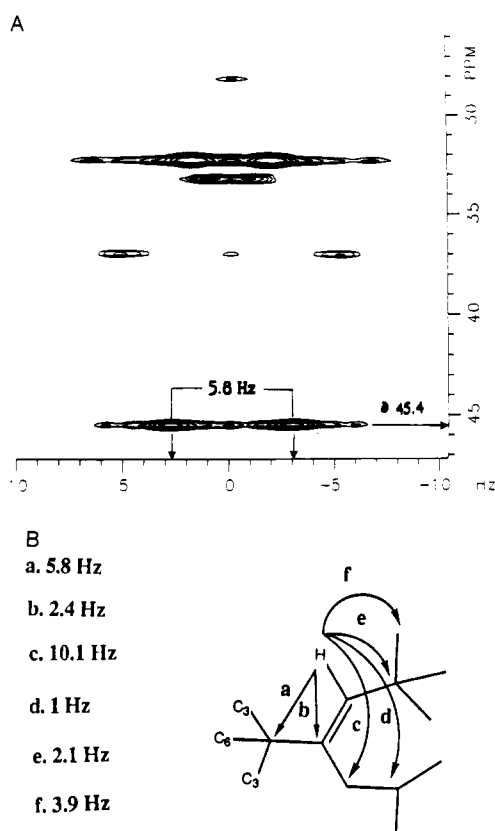 A
PPM
30
35
40
45
5.8 Hz
∂ 45.4
10
5
0
-5
-10
Hz
B
a. 5.8 Hz
b. 2.4 Hz
c. 10.1 Hz
d. 1 Hz
e. 2.1 Hz
f. 3.9 Hz
f
e
H
a
b
c
d
C3
C6
C3